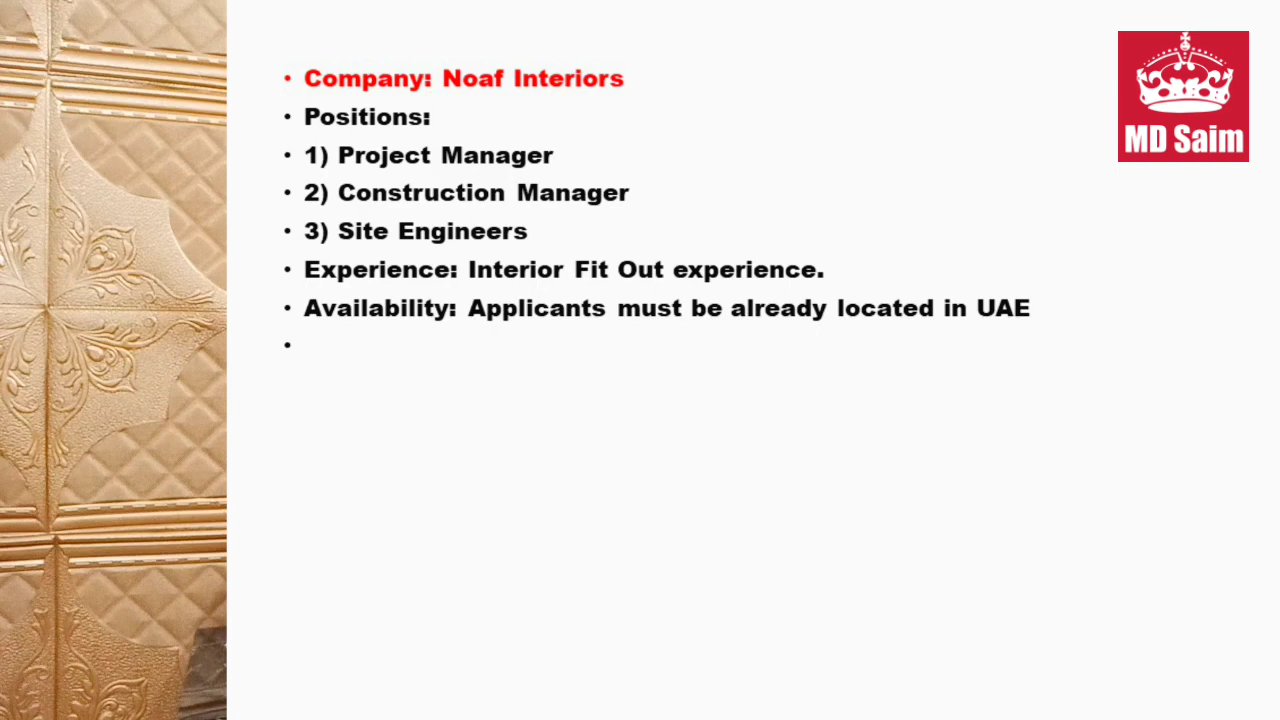 • Company: Noaf Interiors
• Positions:
• 1) Project Manager
• 2) Construction Manager
• 3) Site Engineers
• Experience: Interior Fit Out experience.
• Availability: Applicants must be already located in UAE
•
MD Saim